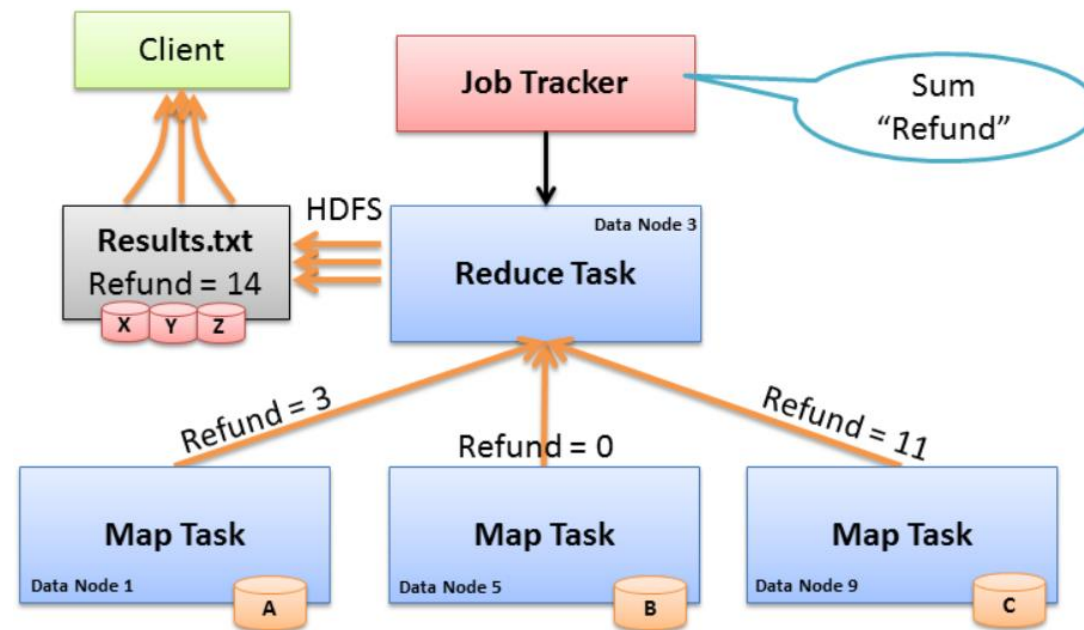 Client
Job Tracker
Sum
“Refund”
HDFS
Results.txt
Refund = 14
X Y Z
Data Node 3
Reduce Task
Refund = 3
Refund = 0
Refund = 11
Map Task
Data Node 1
A
Map Task
Data Node 5
B
Map Task
Data Node 9
C